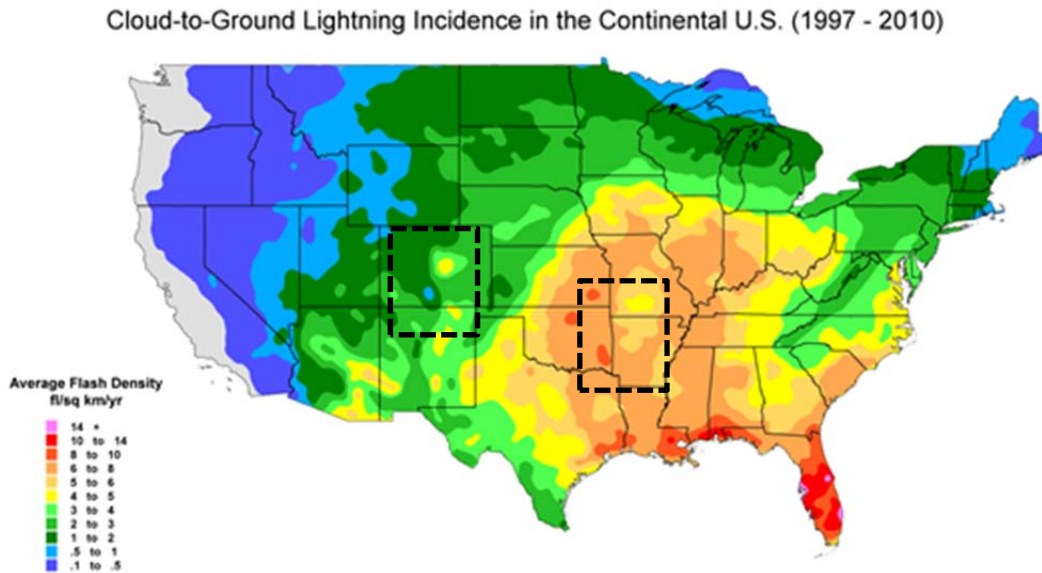 Cloud-to-Ground Lightning Incidence in the Continental U.S. (1997 - 2010)
Average Flash Density
fl/sq km/yr
14 +
10 to 14
8 to 10
6 to 8
5 to 6
4 to 5
3 to 4
2 to 3
1 to 2
.5 to 1
.1 to .5